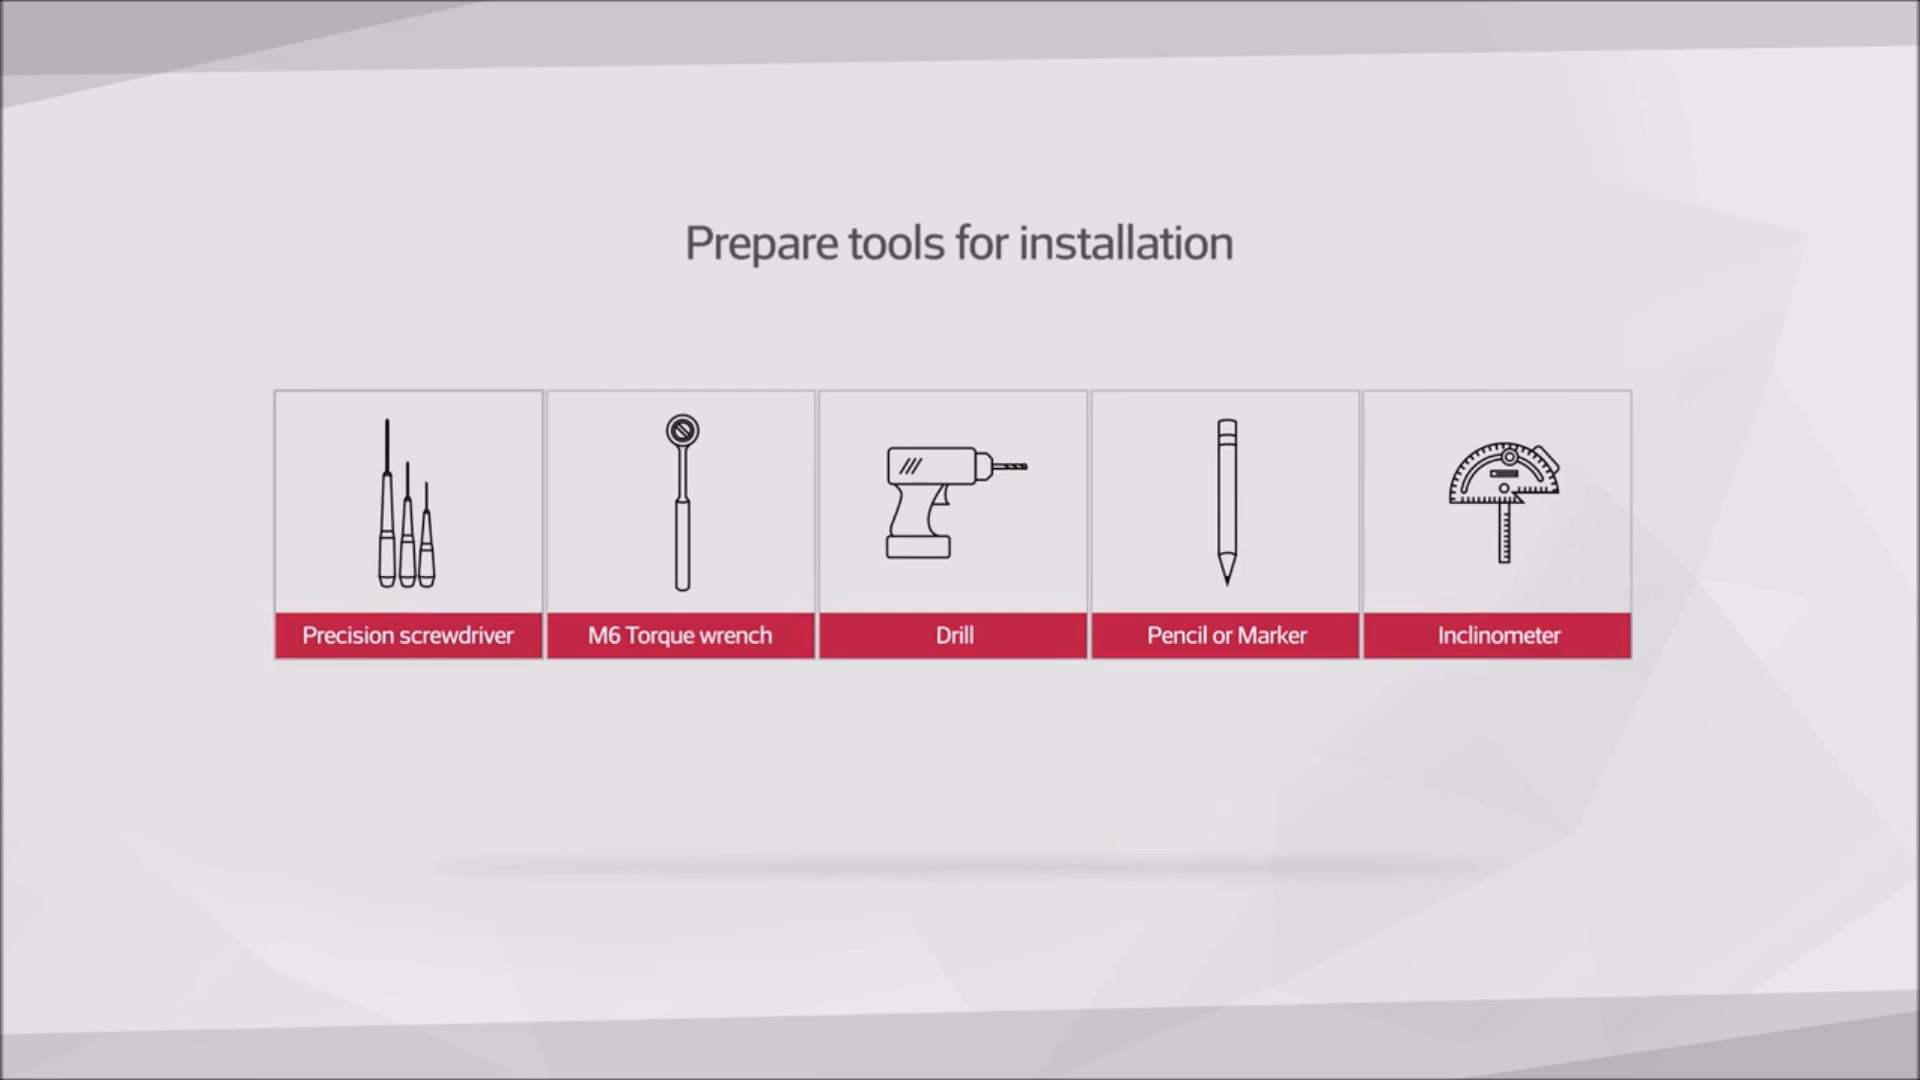 Prepare tools for installation
Precision screwdriver
M6 Torque wrench
Drill
Pencil or Marker
Inclinometer